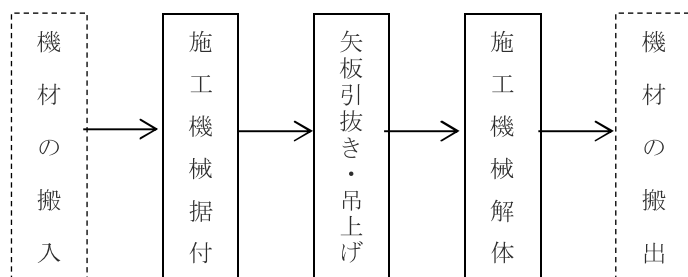 機材の搬入
施工機械据付
矢板引抜き・吊上げ
施工機械解体
機材の搬出